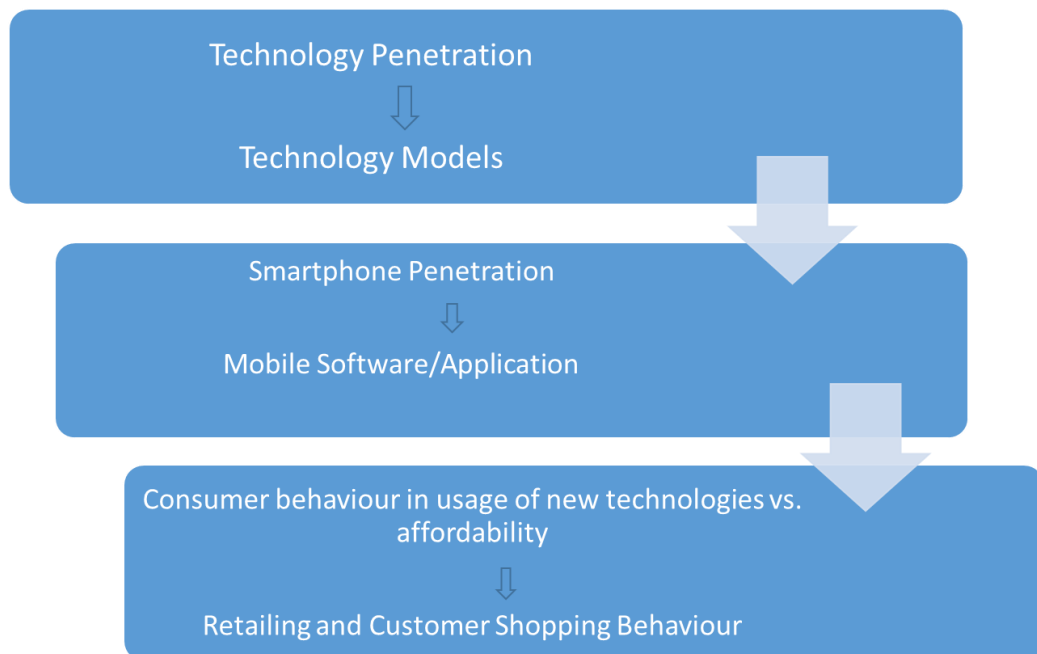 Technology Penetration
Technology Models
Smartphone Penetration
Mobile Software/Application
Consumer behaviour in usage of new technologies vs.
affordability
Retailing and Customer Shopping Behaviour